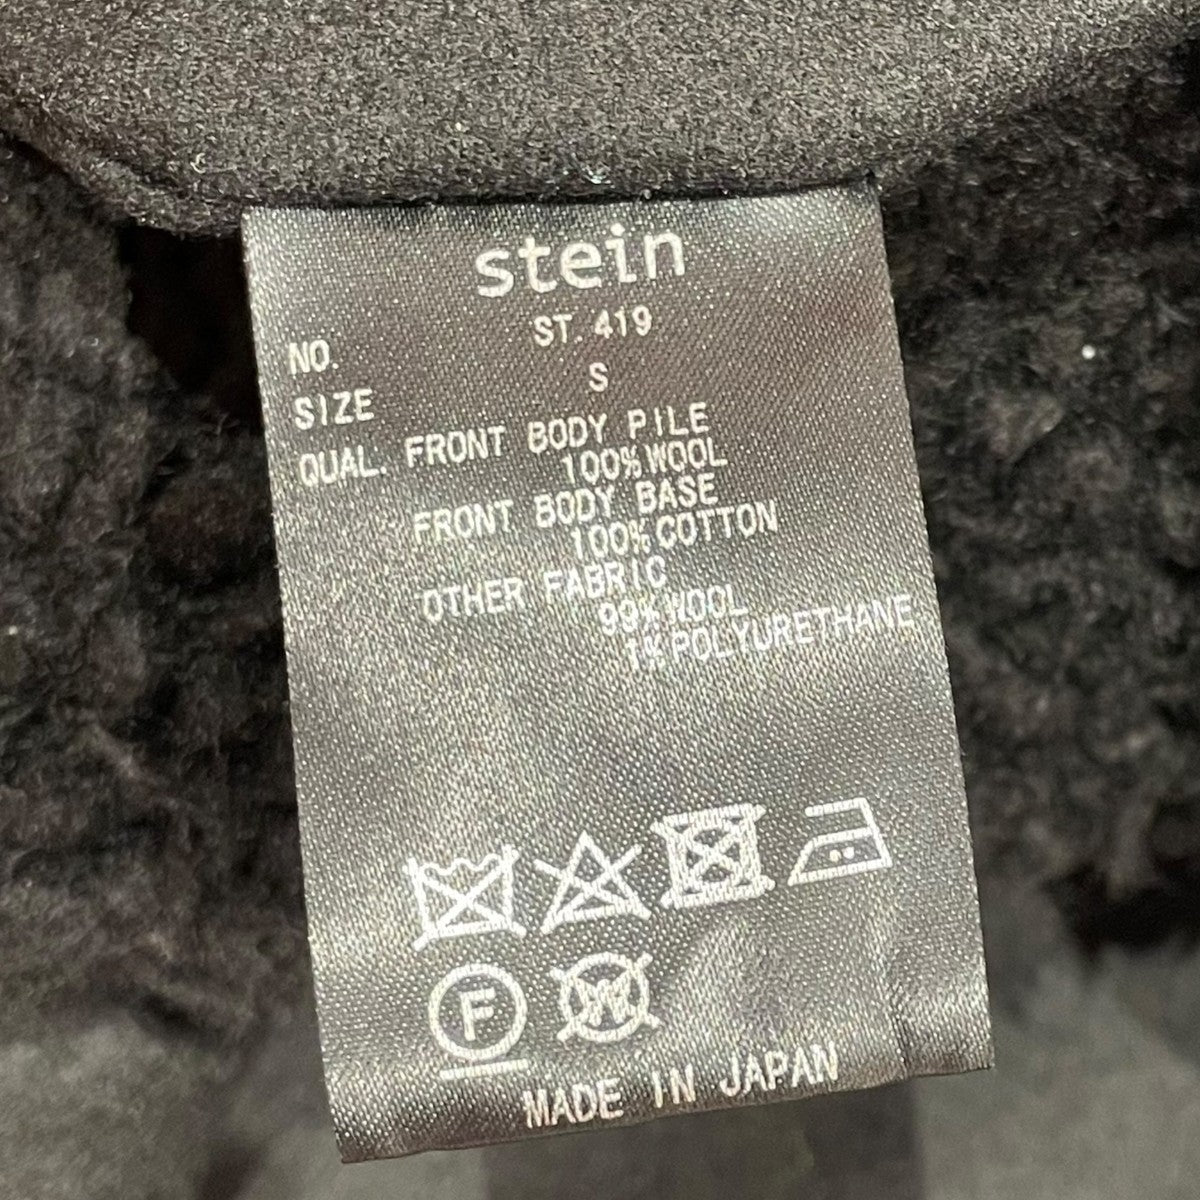 stein
NO. ST. 419
SIZE S
QUAL. FRONT BODY PILE
100% WOOL
FRONT BODY BASE
100% COTTON
OTHER FABRIC
99% WOOL
1% POLYURETHANE
F W
MADE IN JAPAN